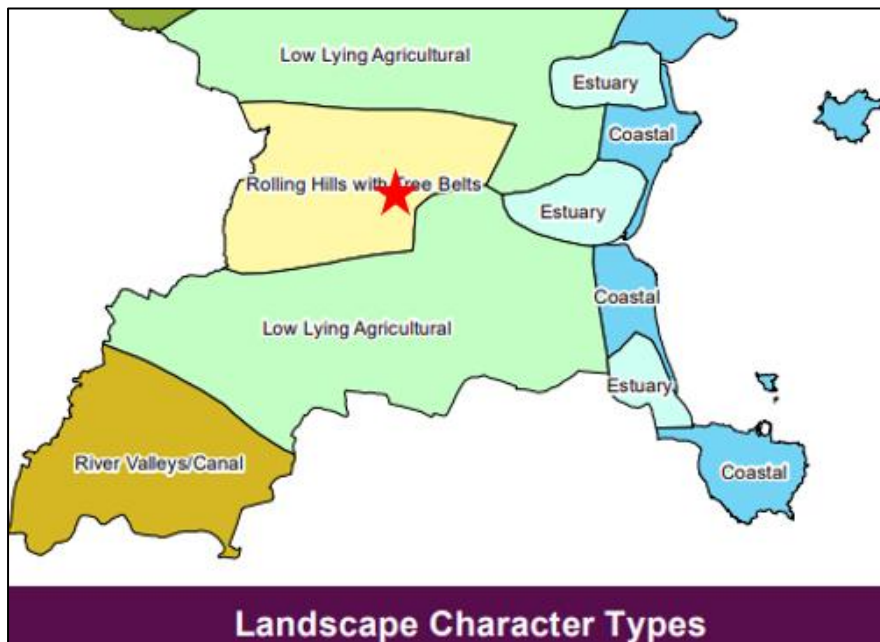 Low Lying Agricultural
Estuary
Coastal
Rolling Hills with Tree Belts
Estuary
Coastal
Low Lying Agricultural
Estuary
River Valleys/Canal
Coastal
Landscape Character Types